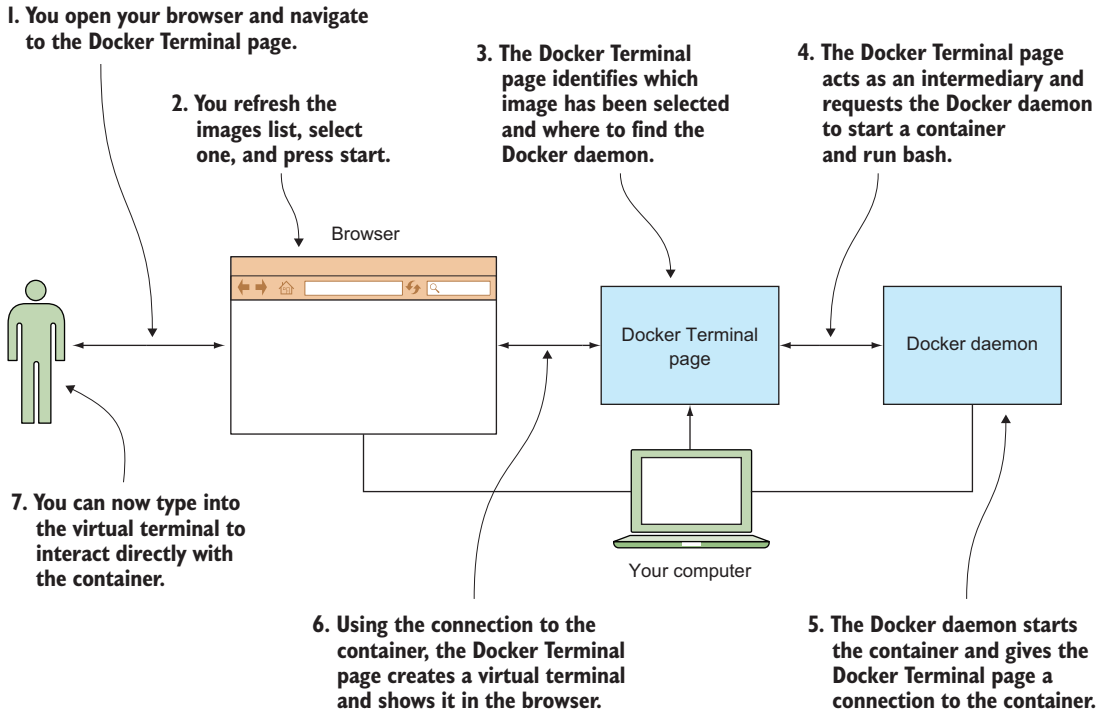 1. You open your browser and navigate
to the Docker Terminal page.
2. You refresh the
images list, select
one, and press start.
3. The Docker Terminal
page identifies which
image has been selected
and where to find the
Docker daemon.
4. The Docker Terminal page
acts as an intermediary and
requests the Docker daemon
to start a container
and run bash.
Browser
Docker Terminal
page
Docker daemon
7. You can now type into
the virtual terminal to
interact directly with
the container.
Your computer
6. Using the connection to the
container, the Docker Terminal
page creates a virtual terminal
and shows it in the browser.
5. The Docker daemon starts
the container and gives the
Docker Terminal page a
connection to the container.